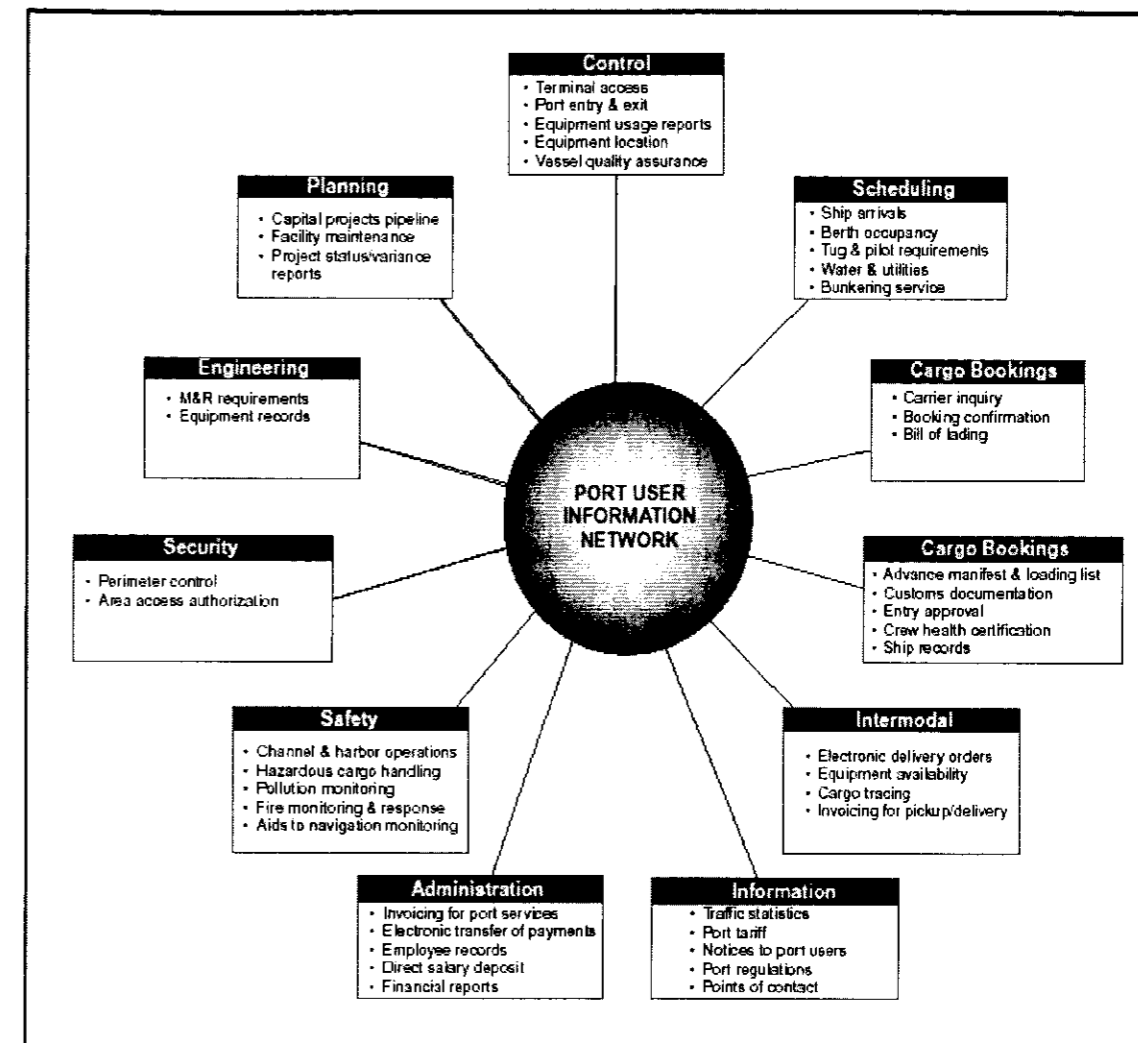 Control
• Terminal access
• Port entry & exit
• Equipment usage reports
• Equipment location
• Vessel quality assurance
Planning
• Capital projects pipeline
• Facility maintenance
• Project status/variance
reports
Scheduling
• Ship arrivals
• Berth occupancy
• Tug & pilot requirements
• Water & utilities
• Bunkering service
Engineering
• M&R requirements
• Equipment records
Cargo Bookings
• Carrier inquiry
• Booking confirmation
• Bill of lading
PORT USER
INFORMATION
NETWORK
Security
• Perimeter control
• Area access authorization
Cargo Bookings
• Advance manifest & loading list
• Customs documentation
• Entry approval
• Crew health certification
• Ship records
Safety
• Channel & harbor operations
• Hazardous cargo handling
• Pollution monitoring
• Fire monitoring & response
• Aids to navigation monitoring
Intermodal
• Electronic delivery orders
• Equipment availability
• Cargo tracing
• Invoicing for pickup/delivery
Administration
• Invoicing for port services
• Electronic transfer of payments
• Employee records
• Direct salary deposit
• Financial reports
Information
• Traffic statistics
• Port tariff
• Notices to port users
• Port regulations
• Points of contact